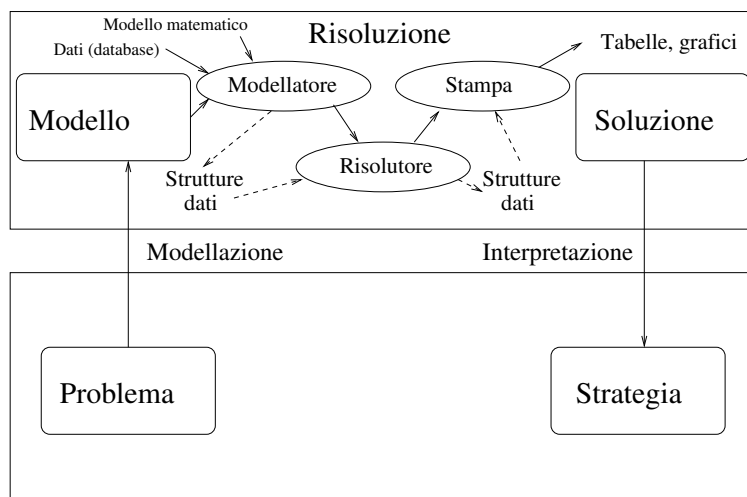 Modello matematico
Risoluzione
Dati (database)
Tabelle, grafici
Modellatore
Stampa
Modello
Soluzione
Risolutore
Strutture
dati
Strutture
dati
Modellazione
Interpretazione
Problema
Strategia